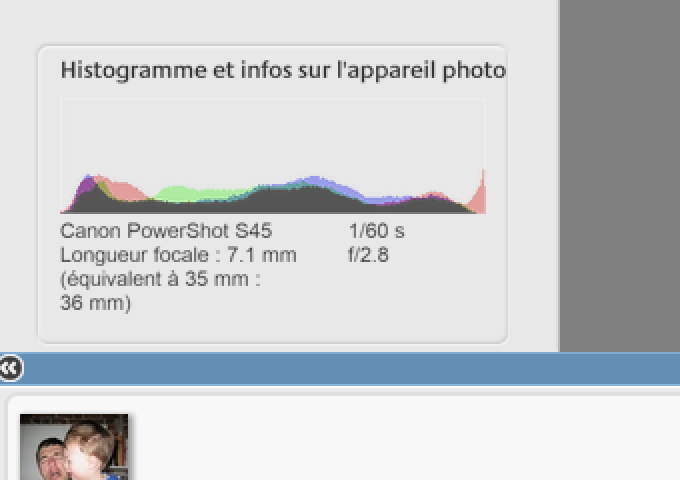 Histogramme et infos sur l'appareil photo
Canon PowerShot S45 1/60 s
Longueur focale : 7.1 mm f/2.8
(équivalent à 35 mm :
36 mm)